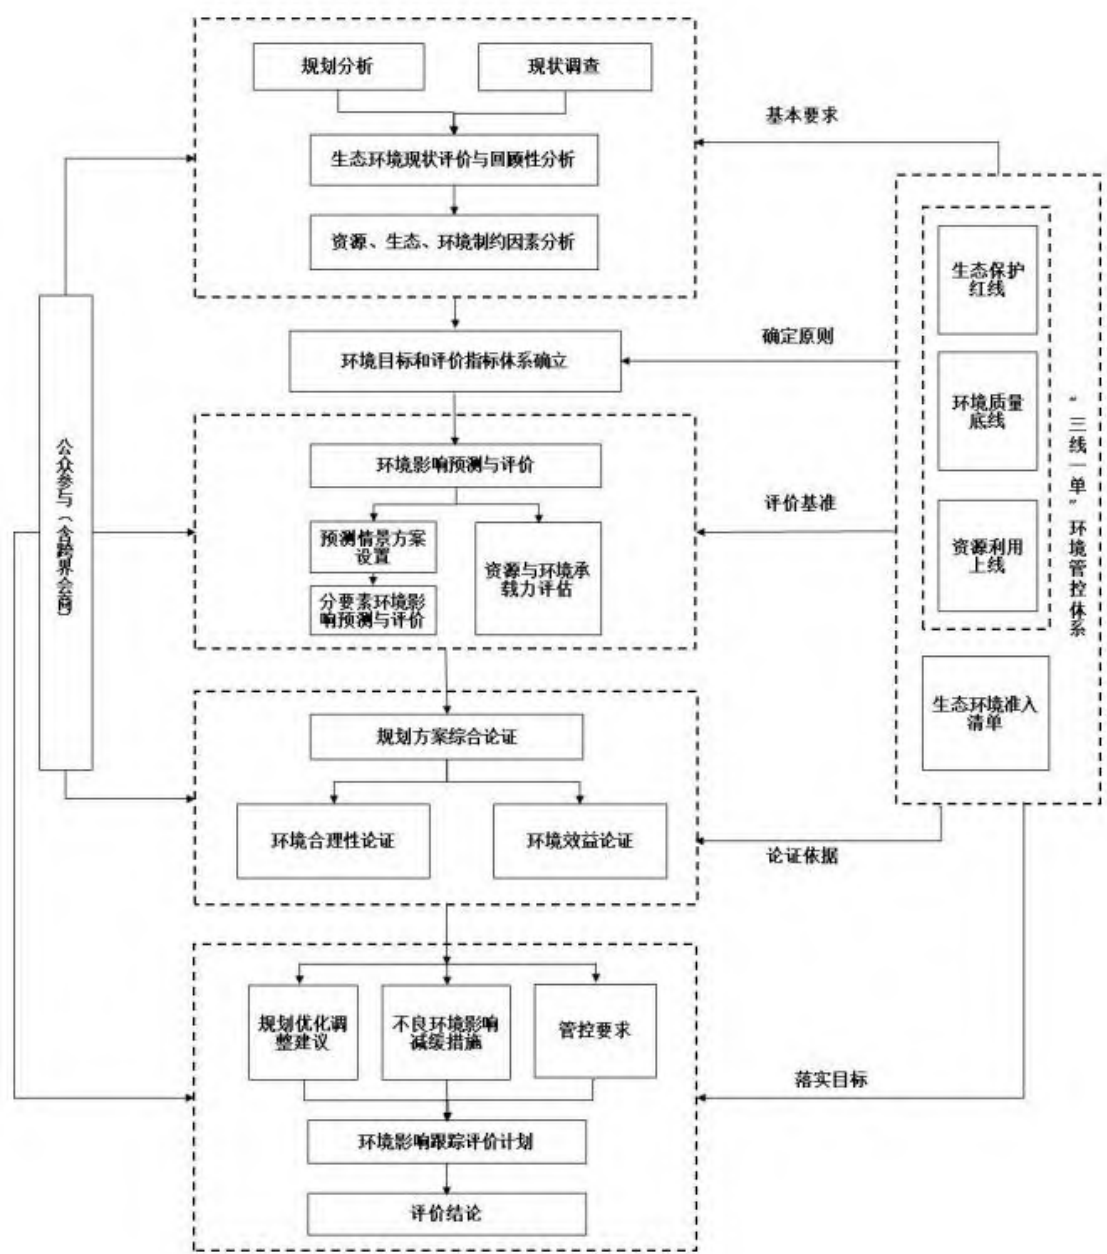 规划分析
现状调查
生态环境现状评价与回顾性分析
资源、生态、环境制约因素分析
基本要求
环境目标和评价指标体系确立
确定原则
环境影响预测与评价
预测情景方案
设置
分要素环境影
响预测与评价
资源与环境承
载力评估
评价基准
规划方案综合论证
环境合理性论证
环境效益论证
论证依据
规划优化调
整建议
不良环境影响
减缓措施
管控要求
落实目标
环境影响跟踪评价计划
评价结论
公众参与（含跨界会商）
生态保护
红线
环境质量
底线
资源利用
上线
生态环境准入
清单
“三线一单”环境管控体系